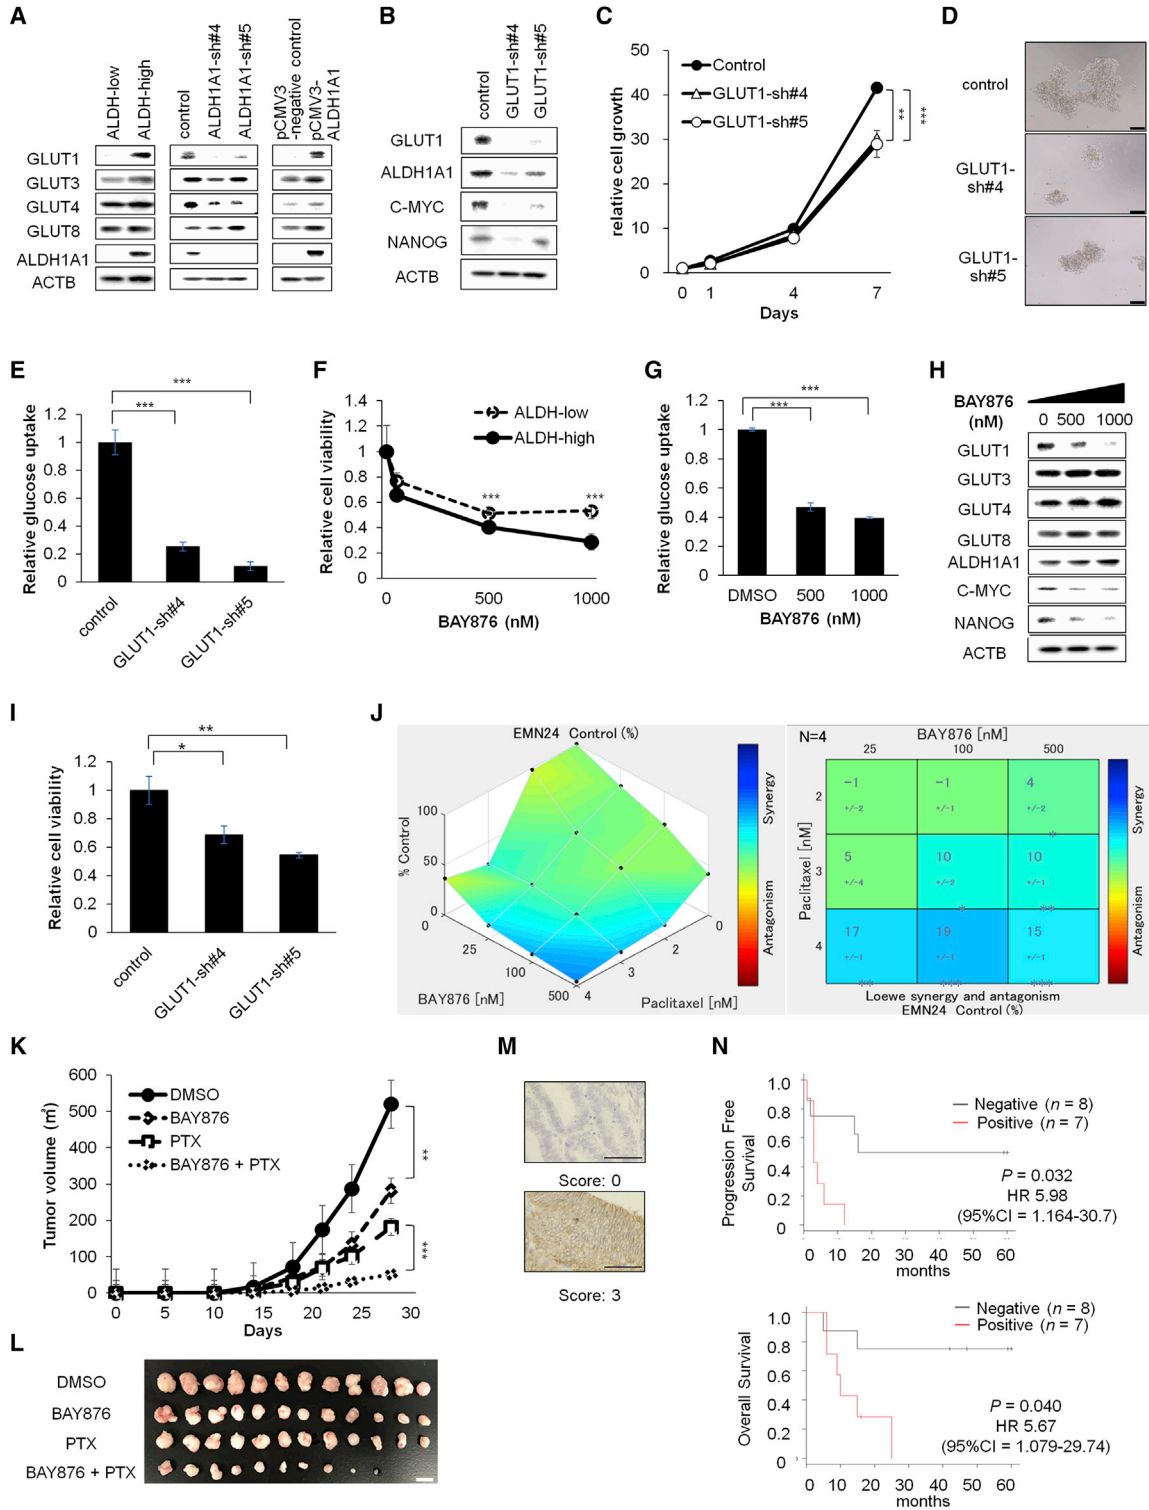 A
ALDH-low
ALDH-high
control
ALDH1A1-sh#4
ALDH1A1-sh#5
pCMV3
-negative control
pCMV3-
ALDH1A1
GLUT1
GLUT3
GLUT4
GLUT8
ALDH1A1
ACTB
B
control
GLUT1-sh#4
GLUT1-sh#5
GLUT1
ALDH1A1
C-MYC
NANOG
ACTB
C
relative cell growth
50
40
30
20
10
0
Control
GLUT1-sh#4
GLUT1-sh#5
**
***
0 1 4 7
Days
D
control
GLUT1-
sh#4
GLUT1-
sh#5
E
Relative glucose uptake
1.2
1
0.8
0.6
0.4
0.2
0
***
***
control
GLUT1-sh#4
GLUT1-sh#5
F
Relative cell viability
1.4
1.2
1
0.8
0.6
0.4
0.2
0
ALDH-low
ALDH-high
***
***
0 500 1000
BAY876 (nM)
G
Relative glucose uptake
1.2
1
0.8
0.6
0.4
0.2
0
***
***
DMSO 500 1000
BAY876 (nM)
H
BAY876
(nM)
0 500 1000
GLUT1
GLUT3
GLUT4
GLUT8
ALDH1A1
C-MYC
NANOG
ACTB
I
Relative cell viability
1.2
1
0.8
0.6
0.4
0.2
0
**
*
control
GLUT1-sh#4
GLUT1-sh#5
J
EMN24 Control(%)
% Control
100
50
0
0
25
100
500
BAY876 [nM]
4
3
2
0
Paclitaxel [nM]
Synergy
Antagonism
N=4
BAY876 [nM]
25 100 500
Paclitaxel [nM]
2
3
4
-1 -1 4
+/-2 +/-1 +/-2
*
5 10 10
+/-4 +/-2 +/-1
* **
17 19 15
+/-1 +/-1 +/-1
** *** ***
Loewe synergy and antagonism
EMN24 Control(%)
Synergy
Antagonism
K
Tumor volume (㎥)
600
500
400
300
200
100
0
DMSO
BAY876
PTX
BAY876 + PTX
**
***
0 5 10 15 20 25 30
Days
L
DMSO
BAY876
PTX
BAY876 + PTX
M
Score: 0
Score: 3
N
Progression Free
Survival
1.0
0.8
0.6
0.4
0.2
0
Negative (n = 8)
Positive (n = 7)
P = 0.032
HR 5.98
(95%CI = 1.164-30.7)
0 10 20 30 40 50 60
months
Overall Survival
1.0
0.8
0.6
0.4
0.2
0
Negative (n = 8)
Positive (n = 7)
P = 0.040
HR 5.67
(95%CI = 1.079-29.74)
0 10 20 30 40 50 60
months